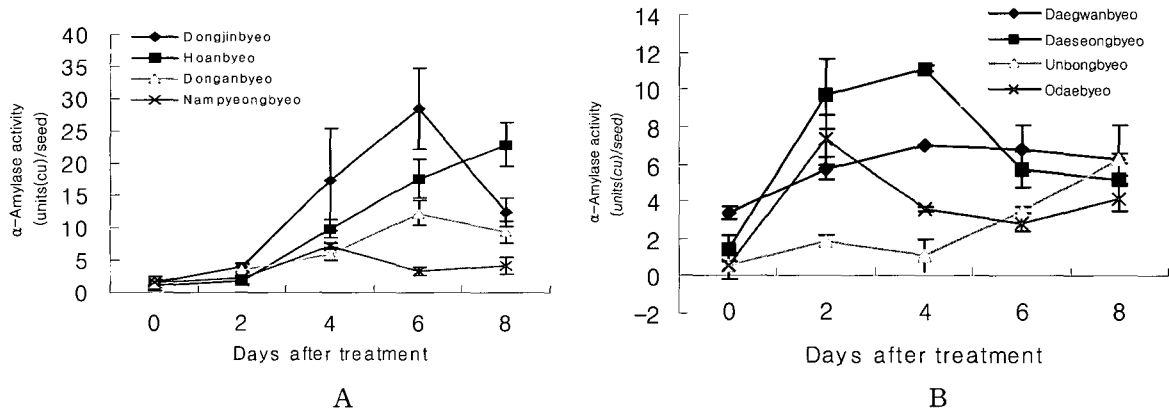 40
35
30
25
20
15
10
5
0
α-Amylase activity
(units(cu)/seed)
Dongjinbyeo
Hoanbyeo
Donganbyeo
Nampyeongbyeo
0 2 4 6 8
Days after treatment
A
14
12
10
8
6
4
2
0
-2
α-Amylase activity
(units(cu)/seed)
Daegwanbyeo
Daeseongbyeo
Unbongbyeo
Odaebyeo
0 2 4 6 8
Days after treatment
B